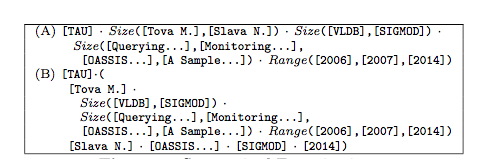 (A) [TAU] · Size([Tova M.],[Slava N.]) · Size([VLDB],[SIGMOD]) ·
Size([Querying...],[Monitoring...],
[OASSIS...],[A Sample...]) · Range([2006],[2007],[2014])
(B) [TAU]·(
[Tova M.] ·
Size([VLDB],[SIGMOD]) ·
Size([Querying...],[Monitoring...],
[OASSIS...],[A Sample...]) · Range([2006],[2007],[2014])
[Slava N.] · [OASSIS...] · [SIGMOD] · [2014])